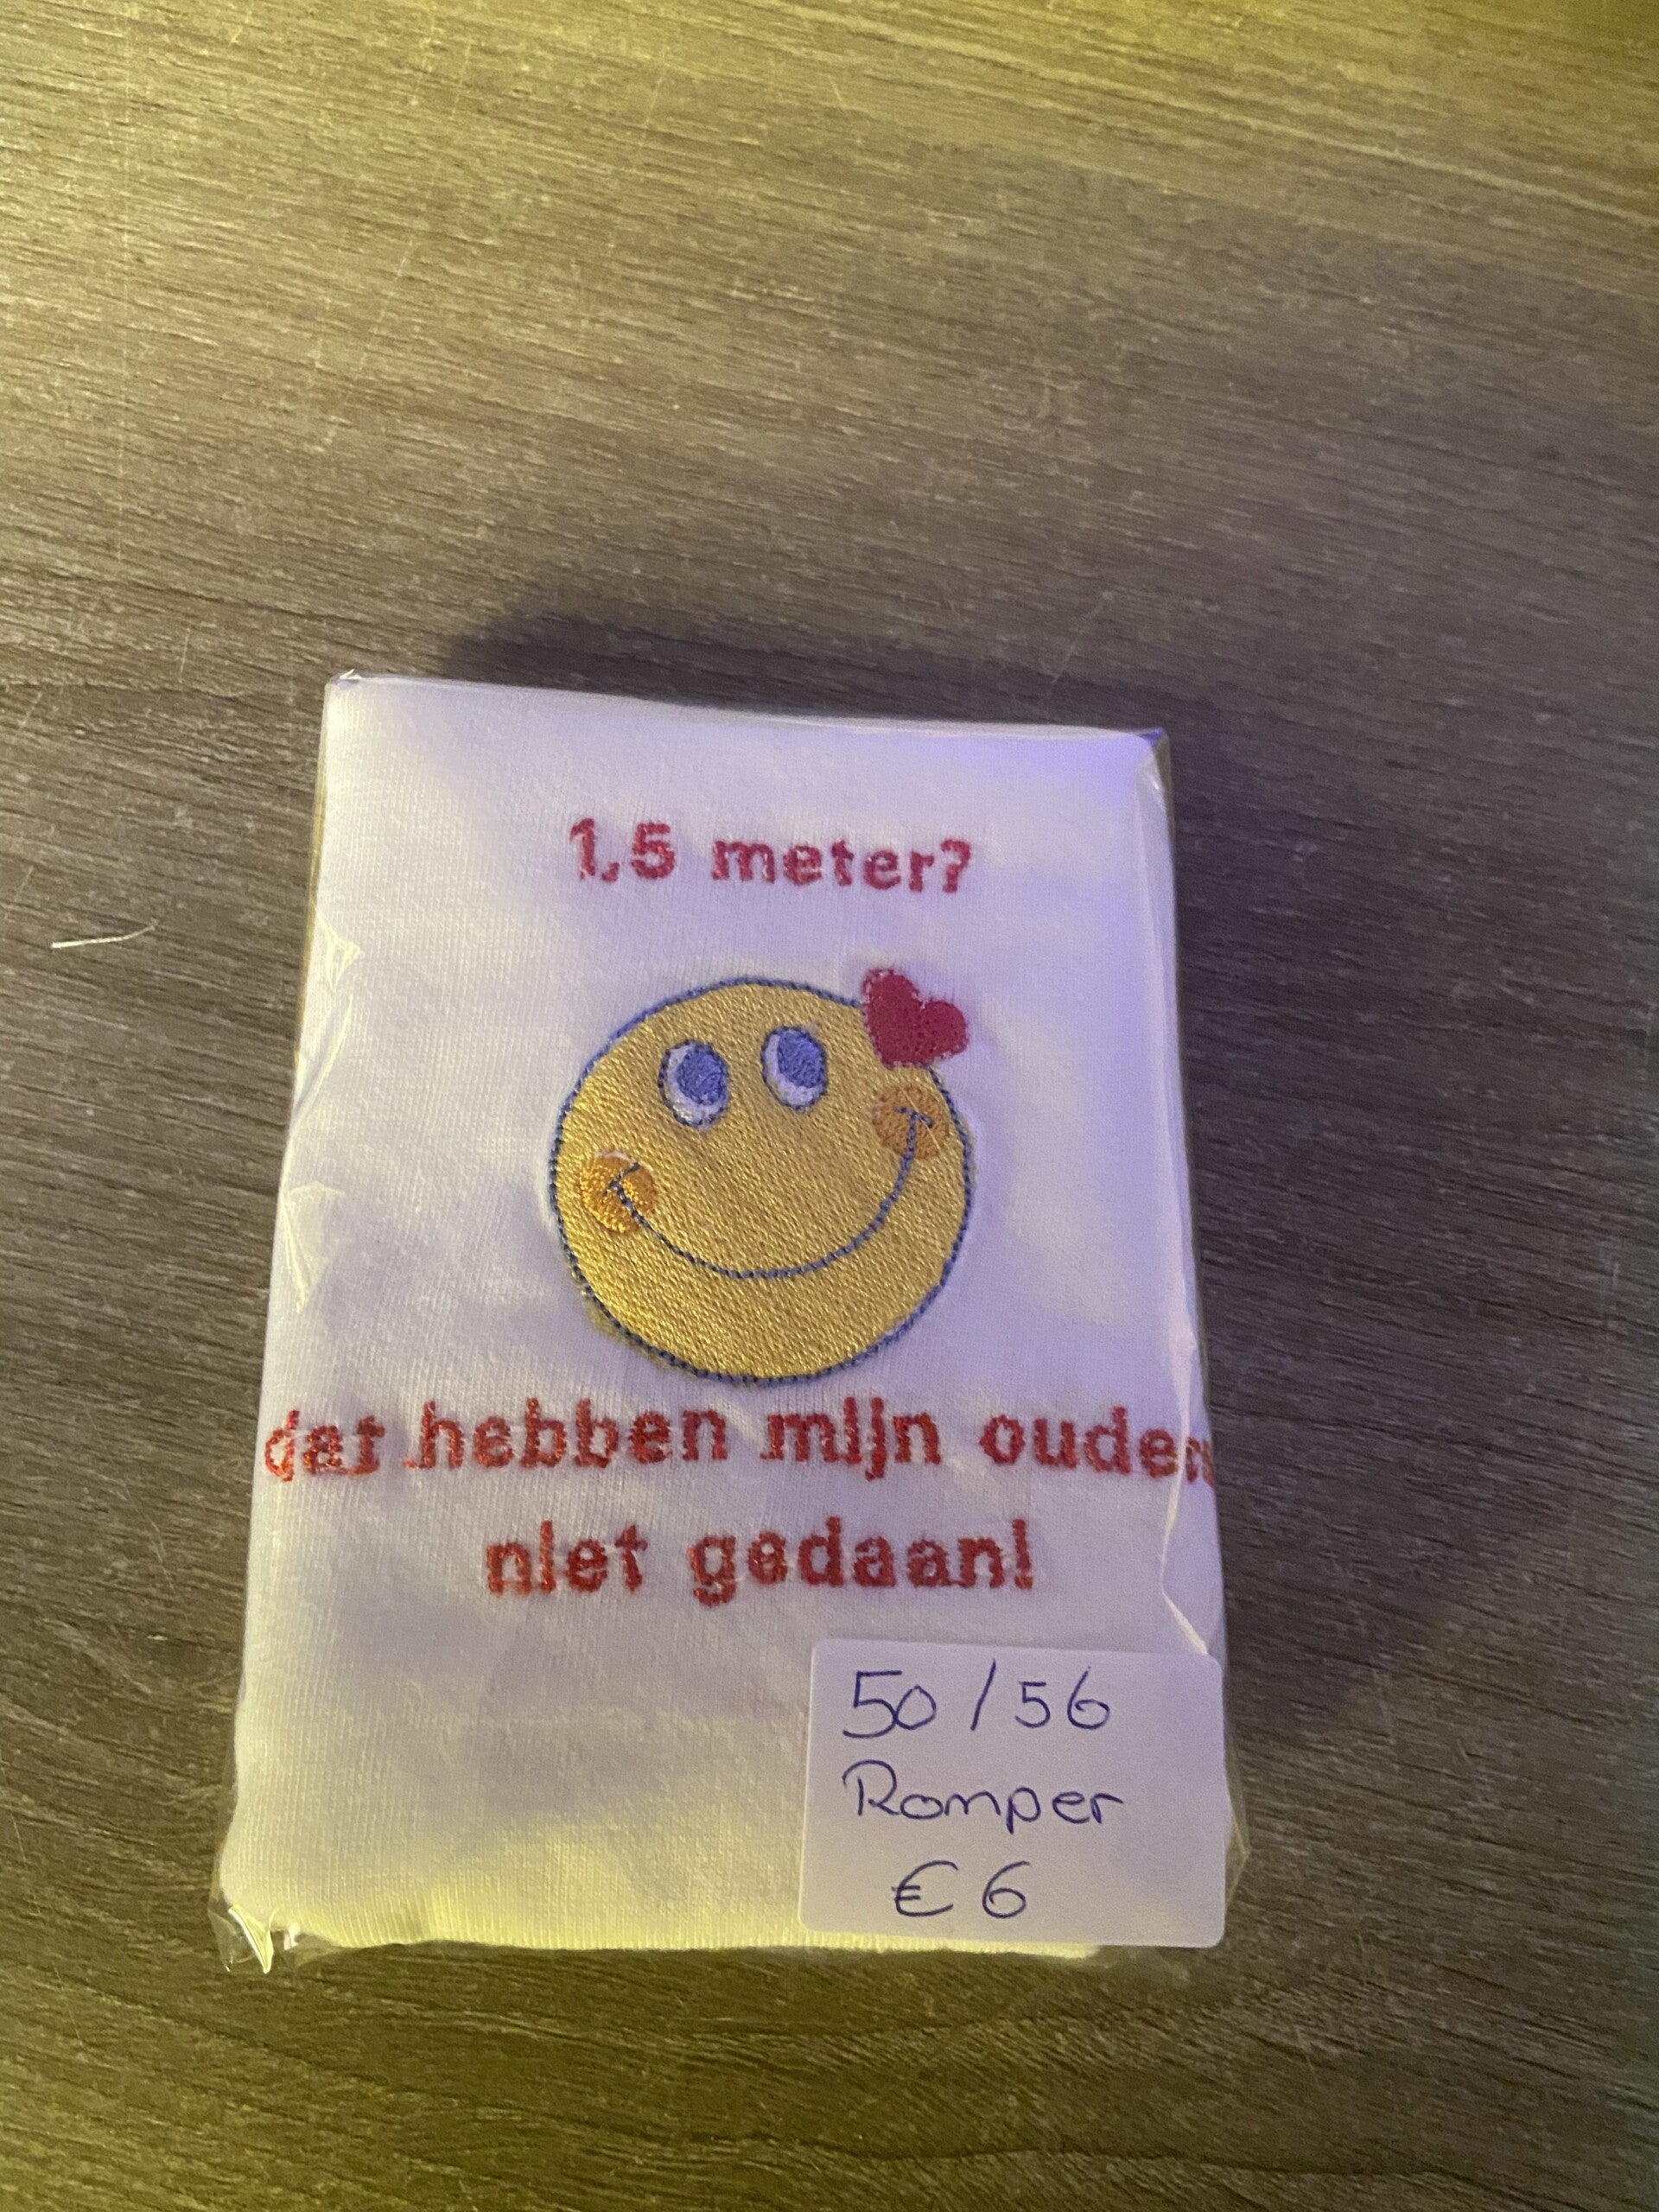 1,5 meter?
dat hebben mijn ouders
niet gedaan!
50/56
Romper
€6